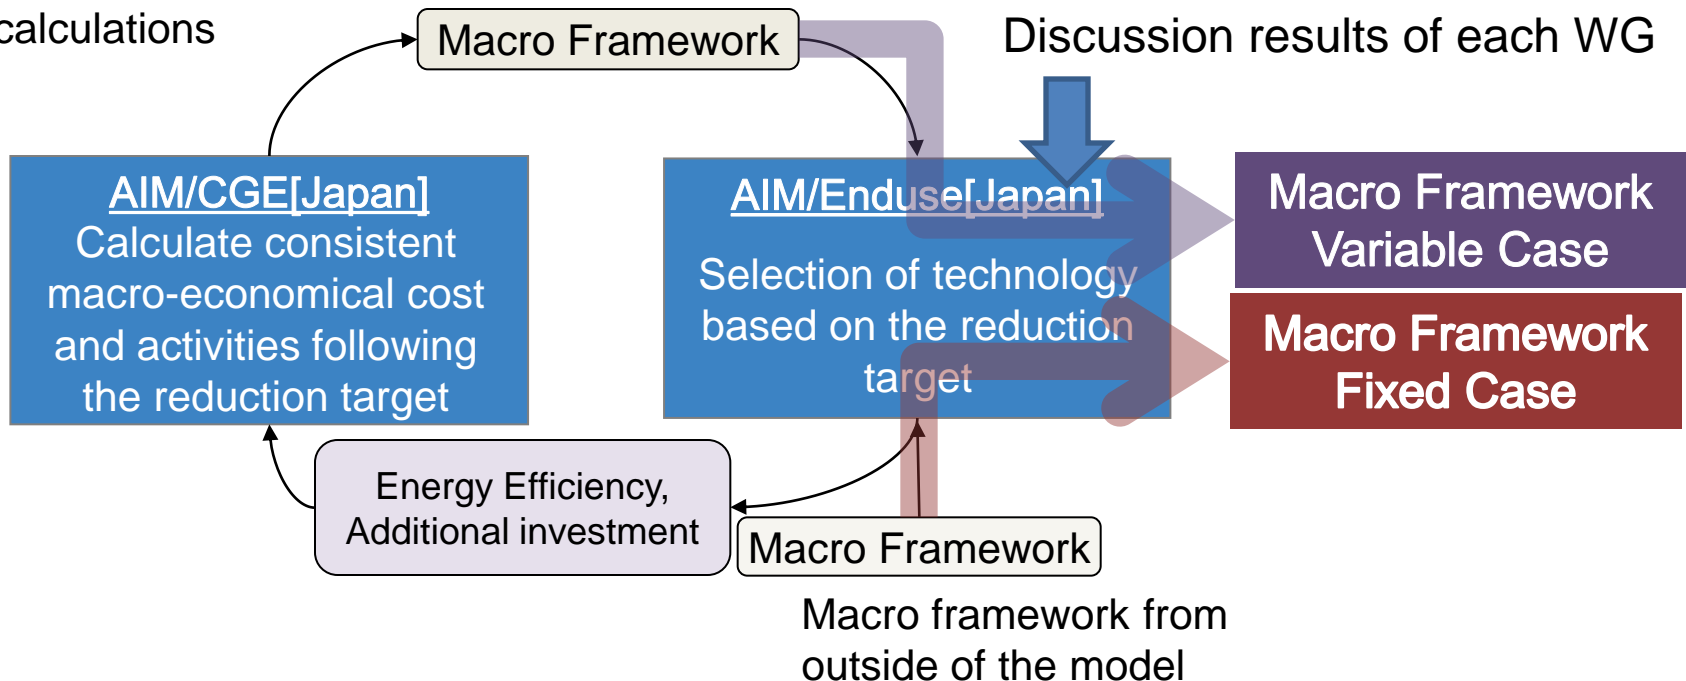 calculations
Macro Framework
Discussion results of each WG
AIM/CGE[Japan]
Calculate consistent
macro-economical cost
and activities following
the reduction target
AIM/Enduse[Japan]
Selection of technology
based on the reduction
target
Macro Framework
Variable Case
Macro Framework
Fixed Case
Energy Efficiency,
Additional investment
Macro Framework
Macro framework from
outside of the model